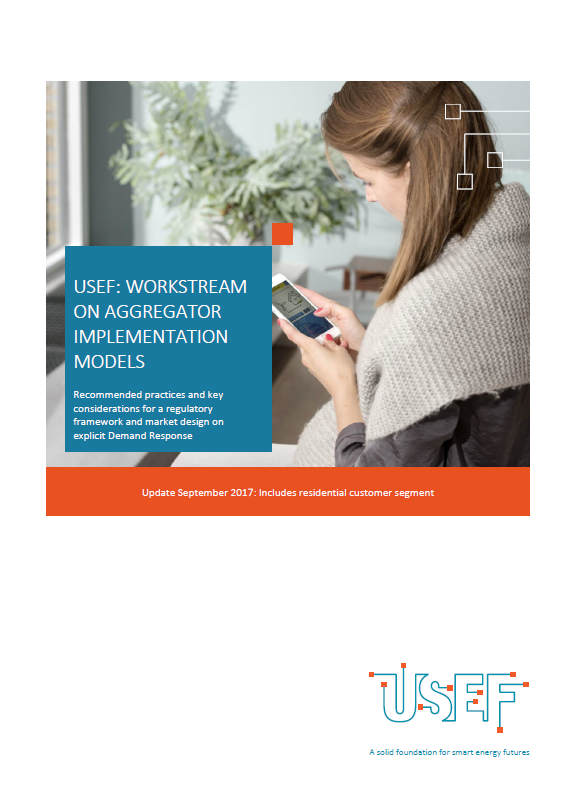 USEF: WORKSTREAM
ON AGGREGATOR
IMPLEMENTATION
MODELS
Recommended practices and key
considerations for a regulatory
framework and market design on
explicit Demand Response
Update September 2017: Includes residential customer segment
USEF
A solid foundation for smart energy futures